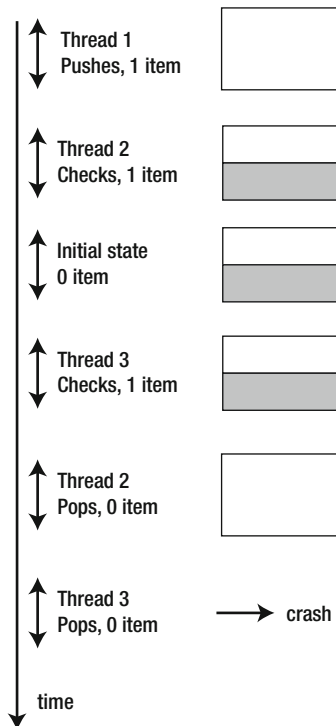 Thread 1
Pushes, 1 item
Thread 2
Checks, 1 item
Initial state
0 item
Thread 3
Checks, 1 item
Thread 2
Pops, 0 item
Thread 3
Pops, 0 item
crash
time